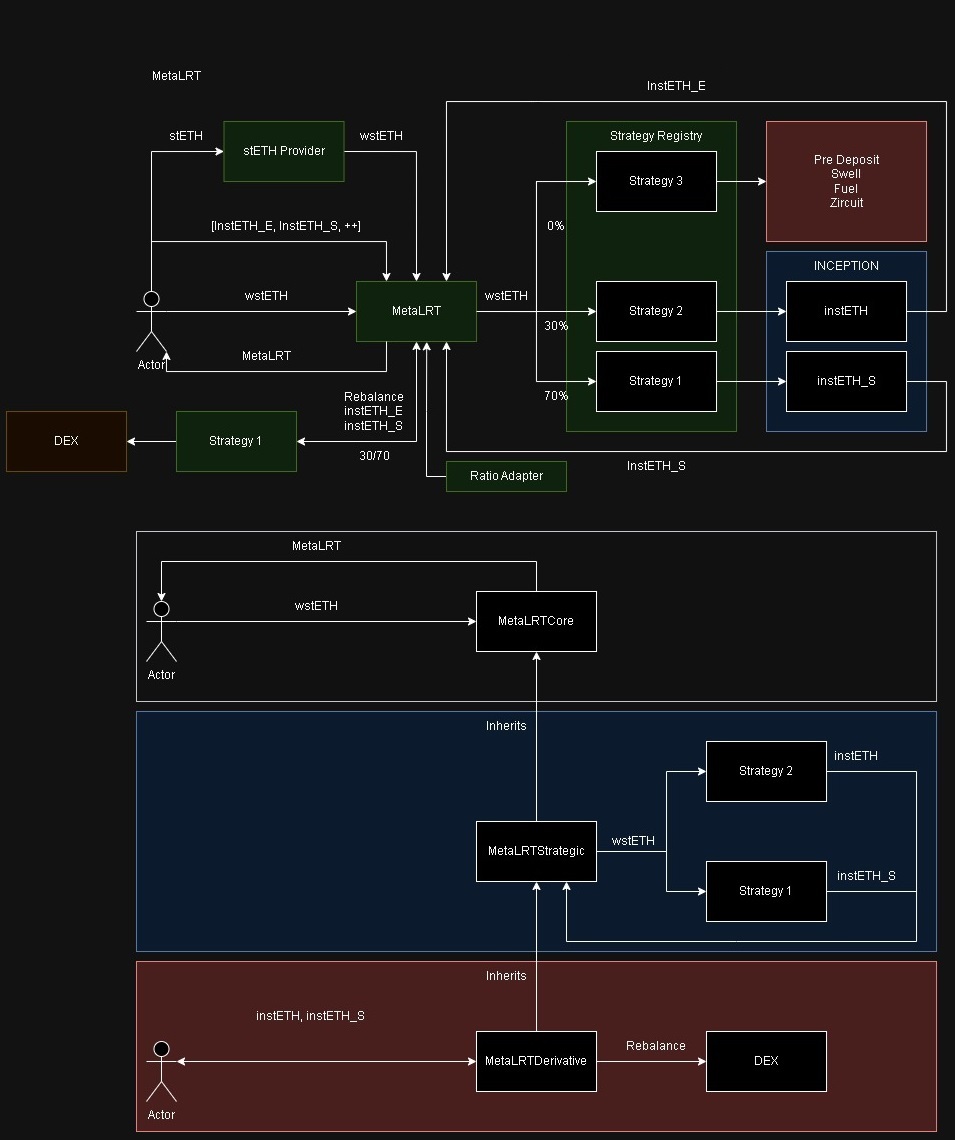 MetaLRT
InstETH_E
stETH
stETH Provider
wstETH
Strategy Registry
Strategy 3
Pre Deposit
Swell
Fuel
Zircuit
[InstETH_E, InstETH_S, ++]
0%
INCEPTION
wstETH
MetaLRT
wstETH
Strategy 2
instETH
30%
Actor
MetaLRT
Strategy 1
instETH_S
70%
Rebalance
instETH_E
instETH_S
30/70
DEX
Strategy 1
Ratio Adapter
InstETH_S
MetaLRT
wstETH
MetaLRTCore
Actor
Inherits
Strategy 2
instETH
MetaLRTStrategic
wstETH
Strategy 1
instETH_S
Inherits
instETH, instETH_S
Actor
MetaLRTDerivative
Rebalance
DEX